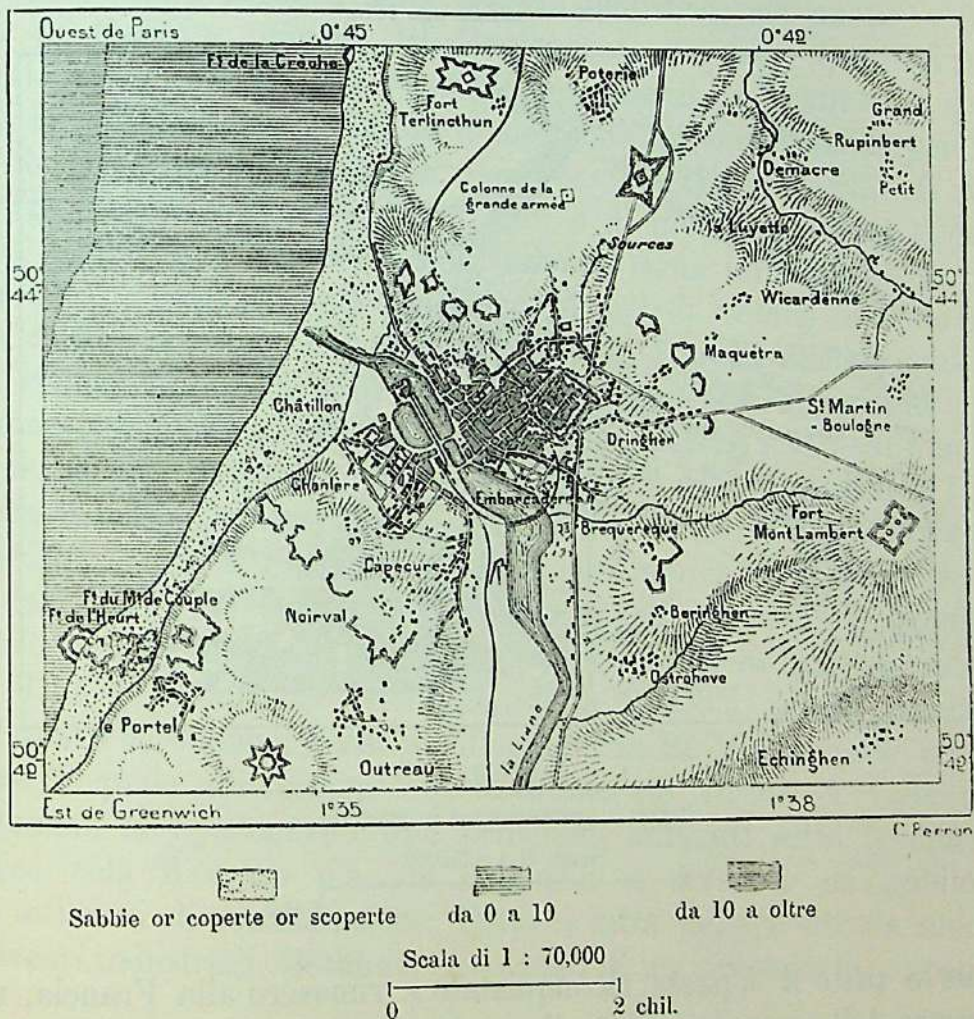 Ouest de Paris
0° 45'
0° 42'
Ft de la Crèche
Fort
Terlincthun
Poterie
Grand
Rupinbert
Petit
Demacre
Colonne de la
grande armée
la Luyette
Sources
50°
44'
50°
44'
Wicardenne
Maquétra
Châtillon
St Martin
- Boulogne
Dringhen
Chanlère
Embarcadère
Fort
Mont Lambert
Brequereque
Capécure
Ft du Mt de Couple
Ft de l'Heurt
Noirval
Beringhen
Ostrohove
le Portel
la Liane
50°
42'
Outreau
Echinghen
50°
42'
Est de Greenwich
1° 35
1° 38
C. Perron
Sabbie or coperte or scoperte
da 0 a 10
da 10 a oltre
Scala di 1 : 70,000
0
2 chil.